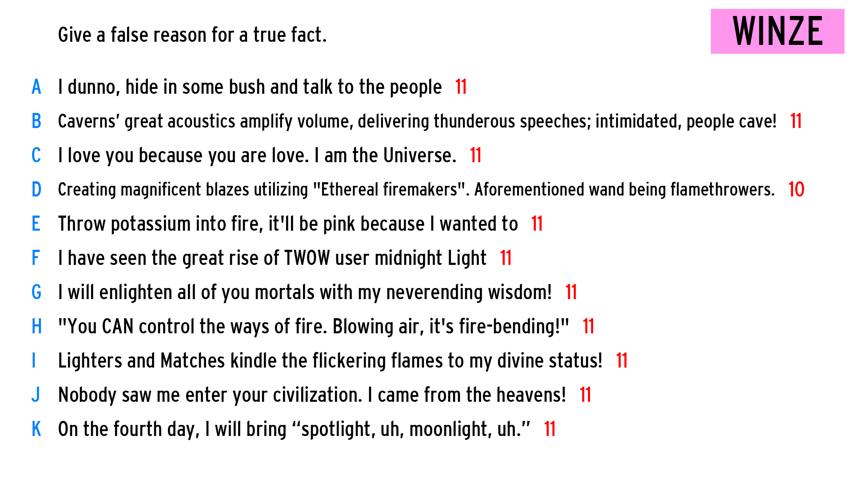 Give a false reason for a true fact.
WINZE
A I dunno, hide in some bush and talk to the people 11
B Caverns’ great acoustics amplify volume, delivering thunderous speeches; intimidated, people cave! 11
C I love you because you are love. I am the Universe. 11
D Creating magnificent blazes utilizing "Ethereal firemakers". Aforementioned wand being flamethrowers. 10
E Throw potassium into fire, it'll be pink because I wanted to 11
F I have seen the great rise of TWOW user midnight Light 11
G I will enlighten all of you mortals with my neverending wisdom! 11
H "You CAN control the ways of fire. Blowing air, it's fire-bending!" 11
I Lighters and Matches kindle the flickering flames to my divine status! 11
J Nobody saw me enter your civilization. I came from the heavens! 11
K On the fourth day, I will bring “spotlight, uh, moonlight, uh.” 11